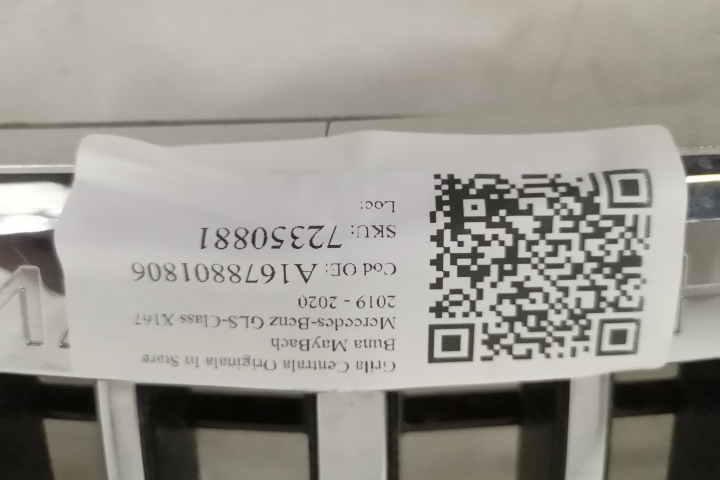 Grila Centrala Originala In Stare
Buna MayBach
Mercedes-Benz GLS-Class X167
2019 - 2020
Cod OE: A1678801806
SKU: 72350881
Loc: